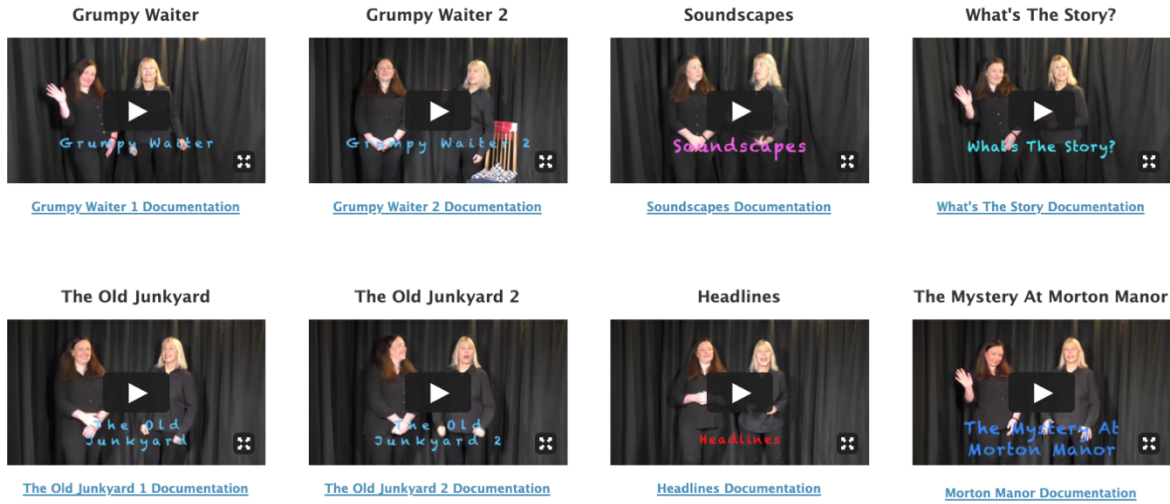 Grumpy Waiter
Grumpy Waiter 2
Soundscapes
What's The Story?
Grumpy Waiter
Grumpy Waiter 2
Soundscapes
What's The Story?
Grumpy Waiter 1 Documentation
Grumpy Waiter 2 Documentation
Soundscapes Documentation
What's The Story Documentation
The Old Junkyard
The Old Junkyard 2
Headlines
The Mystery At Morton Manor
The Old
Junkyard
The Old
Junkyard 2
Headlines
The Mystery At
Morton Manor
The Old Junkyard 1 Documentation
The Old Junkyard 2 Documentation
Headlines Documentation
Morton Manor Documentation